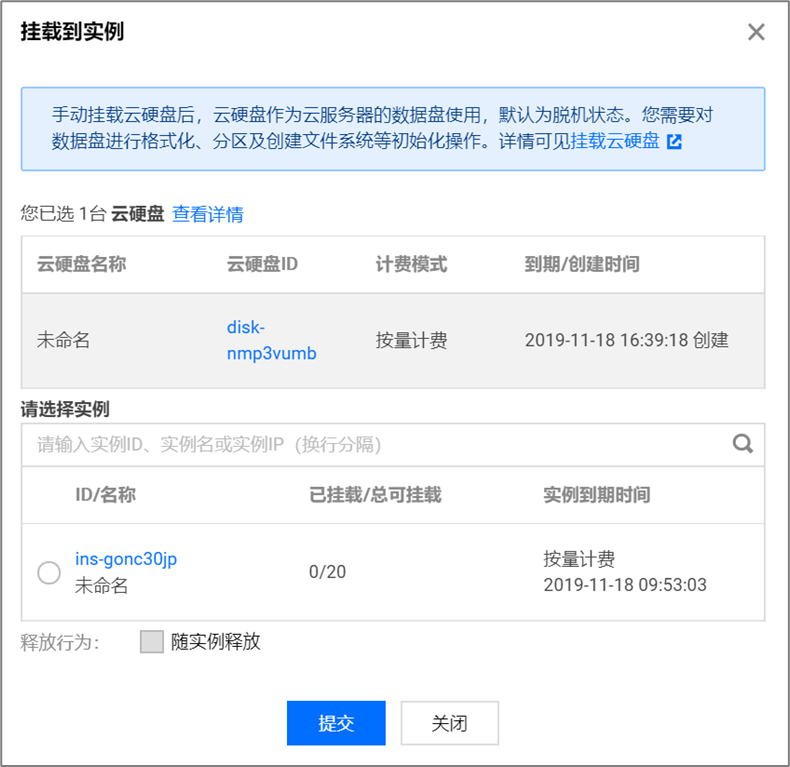 挂载到实例
手动挂载云硬盘后，云硬盘作为云服务器的数据盘使用，默认为脱机状态。您需要对
数据盘进行格式化、分区及创建文件系统等初始化操作。详情可见挂载云硬盘
您已选 1台 云硬盘 查看详情
云硬盘名称 云硬盘ID 计费模式 到期/创建时间
未命名 disk- 按量计费 2019-11-18 16:39:18 创建
nmp3vumb
请选择实例
请输入实例ID、实例名或实例IP（换行分隔）
ID/名称 已挂载/总可挂载 实例到期时间
ins-gonc30jp 0/20 按量计费
未命名 2019-11-18 09:53:03
释放行为： 随实例释放
提交 关闭